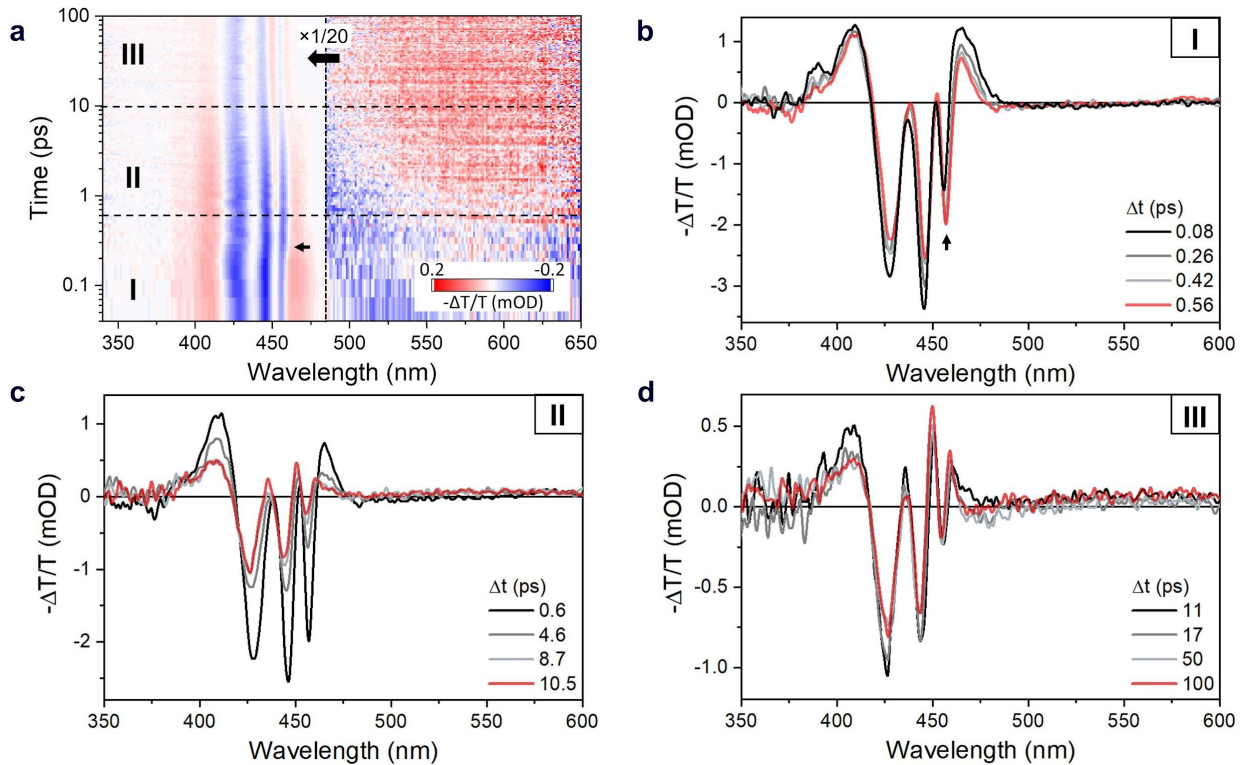 a
100
10
1
0.1
Time (ps)
III
II
I
×1/20
0.2 -0.2
-ΔT/T (mOD)
350 400 450 500 550 600 650
Wavelength (nm)
b
I
1
0
-1
-2
-3
-ΔT/T (mOD)
Δt (ps)
0.08
0.26
0.42
0.56
350 400 450 500 550 600
Wavelength (nm)
c
II
1
0
-1
-2
-ΔT/T (mOD)
Δt (ps)
0.6
4.6
8.7
10.5
350 400 450 500 550 600
Wavelength (nm)
d
III
0.5
0.0
-0.5
-1.0
-ΔT/T (mOD)
Δt (ps)
11
17
50
100
350 400 450 500 550 600
Wavelength (nm)